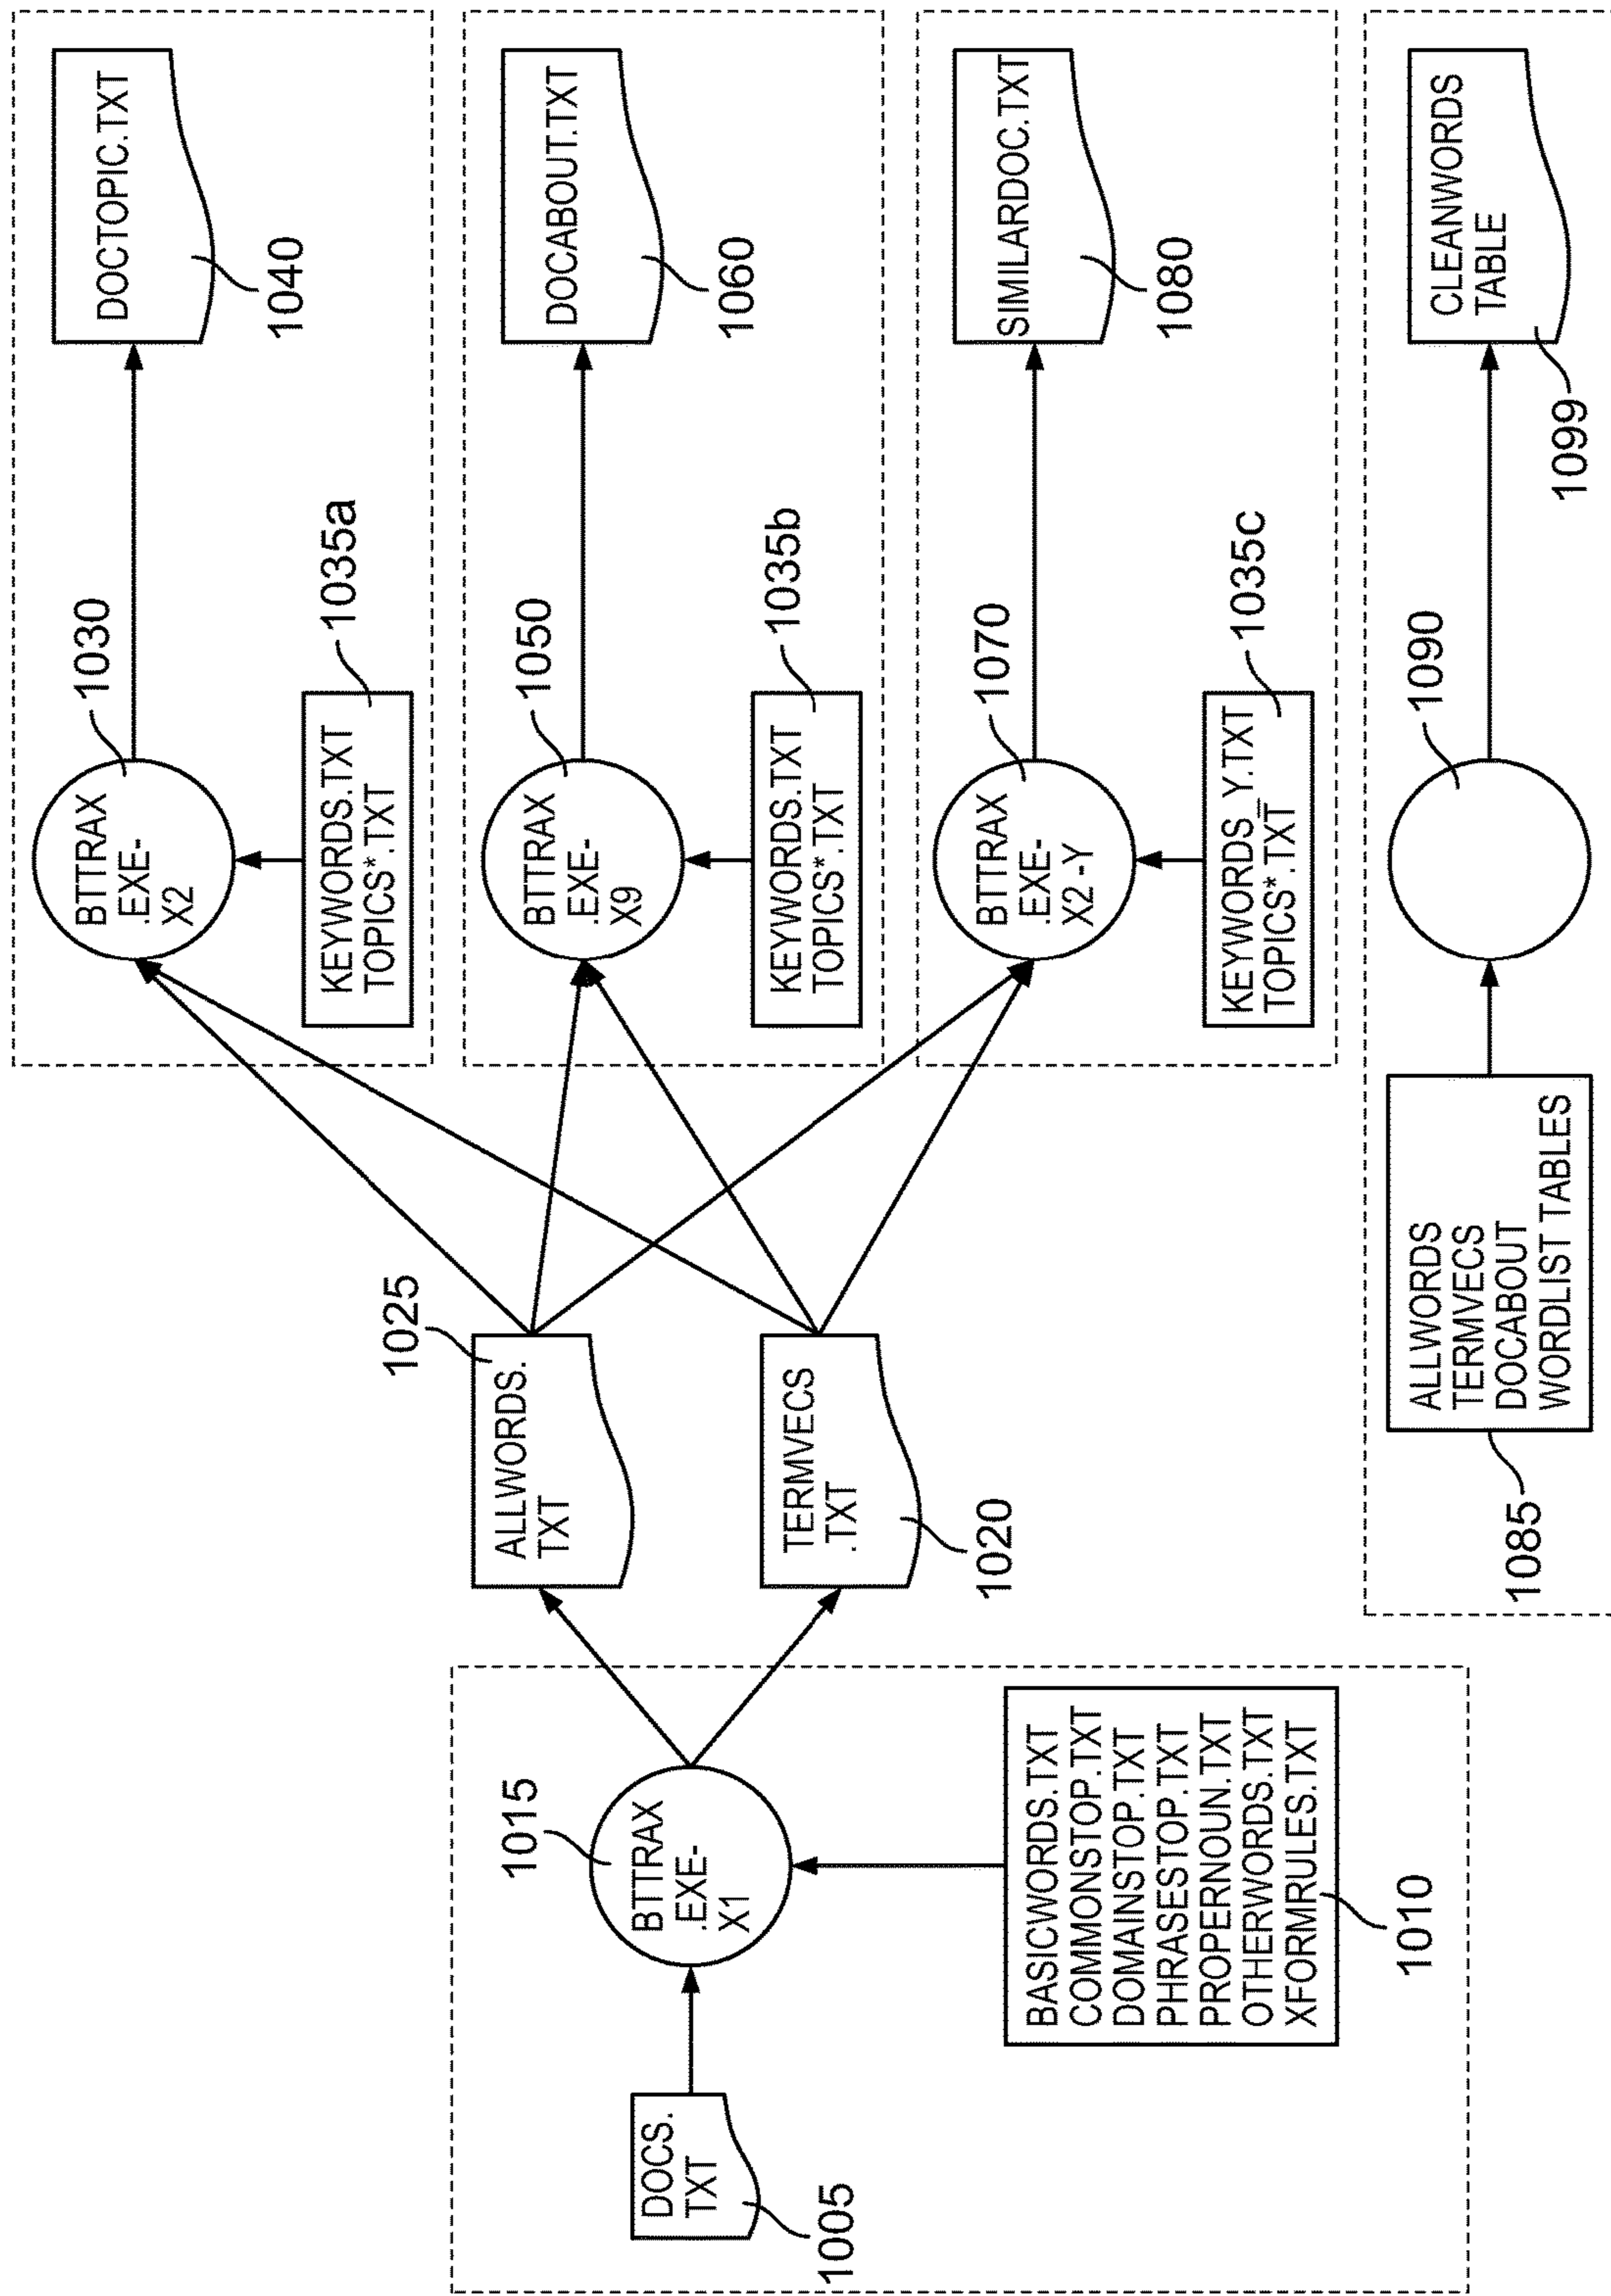 DOCS.
TXT
1005
BTTRAX
.EXE-
X1
1015
BASICWORDS.TXT
COMMONSTOP.TXT
DOMAINSTOP.TXT
PHRASESTOP.TXT
PROPERNOUN.TXT
OTHERWORDS.TXT
XFORMRULES.TXT
1010
ALLWORDS.
TXT
1025
TERMVECS
.TXT
1020
BTTRAX
.EXE-
X2
1030
KEYWORDS.TXT
TOPICS*.TXT
1035a
DOCTOPIC.TXT
1040
BTTRAX
.EXE-
X9
1050
KEYWORDS.TXT
TOPICS*.TXT
1035b
DOCABOUT.TXT
1060
BTTRAX
.EXE-
X2 -Y
1070
KEYWORDS_Y.TXT
TOPICS*.TXT
1035c
SIMILARDOC.TXT
1080
ALLWORDS
TERMVECS
DOCABOUT
WORDLIST TABLES
1085
1090
CLEANWORDS
TABLE
1099